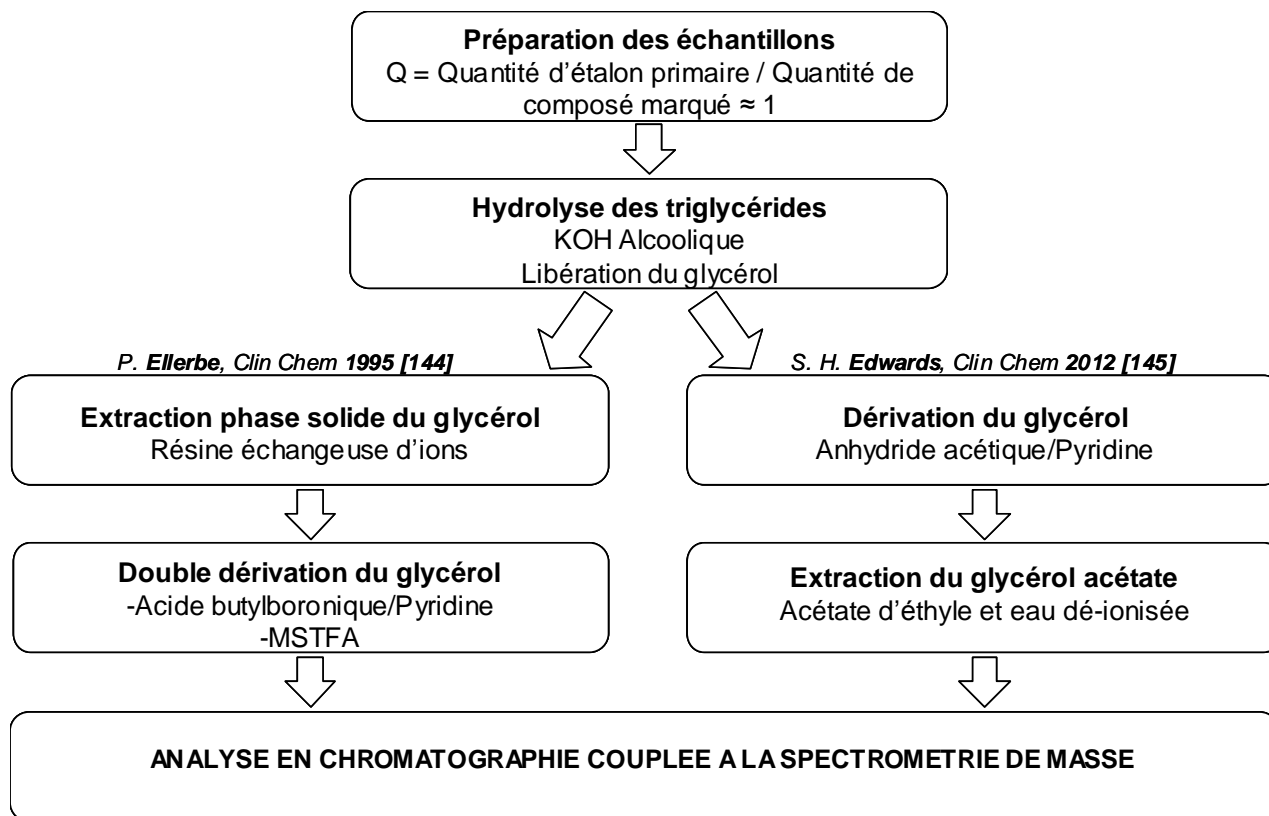 Préparation des échantillons
Q = Quantité d'étalon primaire / Quantité de
composé marqué ≈ 1
Hydrolyse des triglycérides
KOH Alcoolique
Libération du glycérol
P. Ellerbe, Clin Chem 1995 [144]
Extraction phase solide du glycérol
Résine échangeuse d'ions
Double dérivation du glycérol
-Acide butylboronique/Pyridine
-MSTFA
S. H. Edwards, Clin Chem 2012 [145]
Dérivation du glycérol
Anhydride acétique/Pyridine
Extraction du glycérol acétate
Acétate d'éthyle et eau dé-ionisée
ANALYSE EN CHROMATOGRAPHIE COUPLEE A LA SPECTROMETRIE DE MASSE